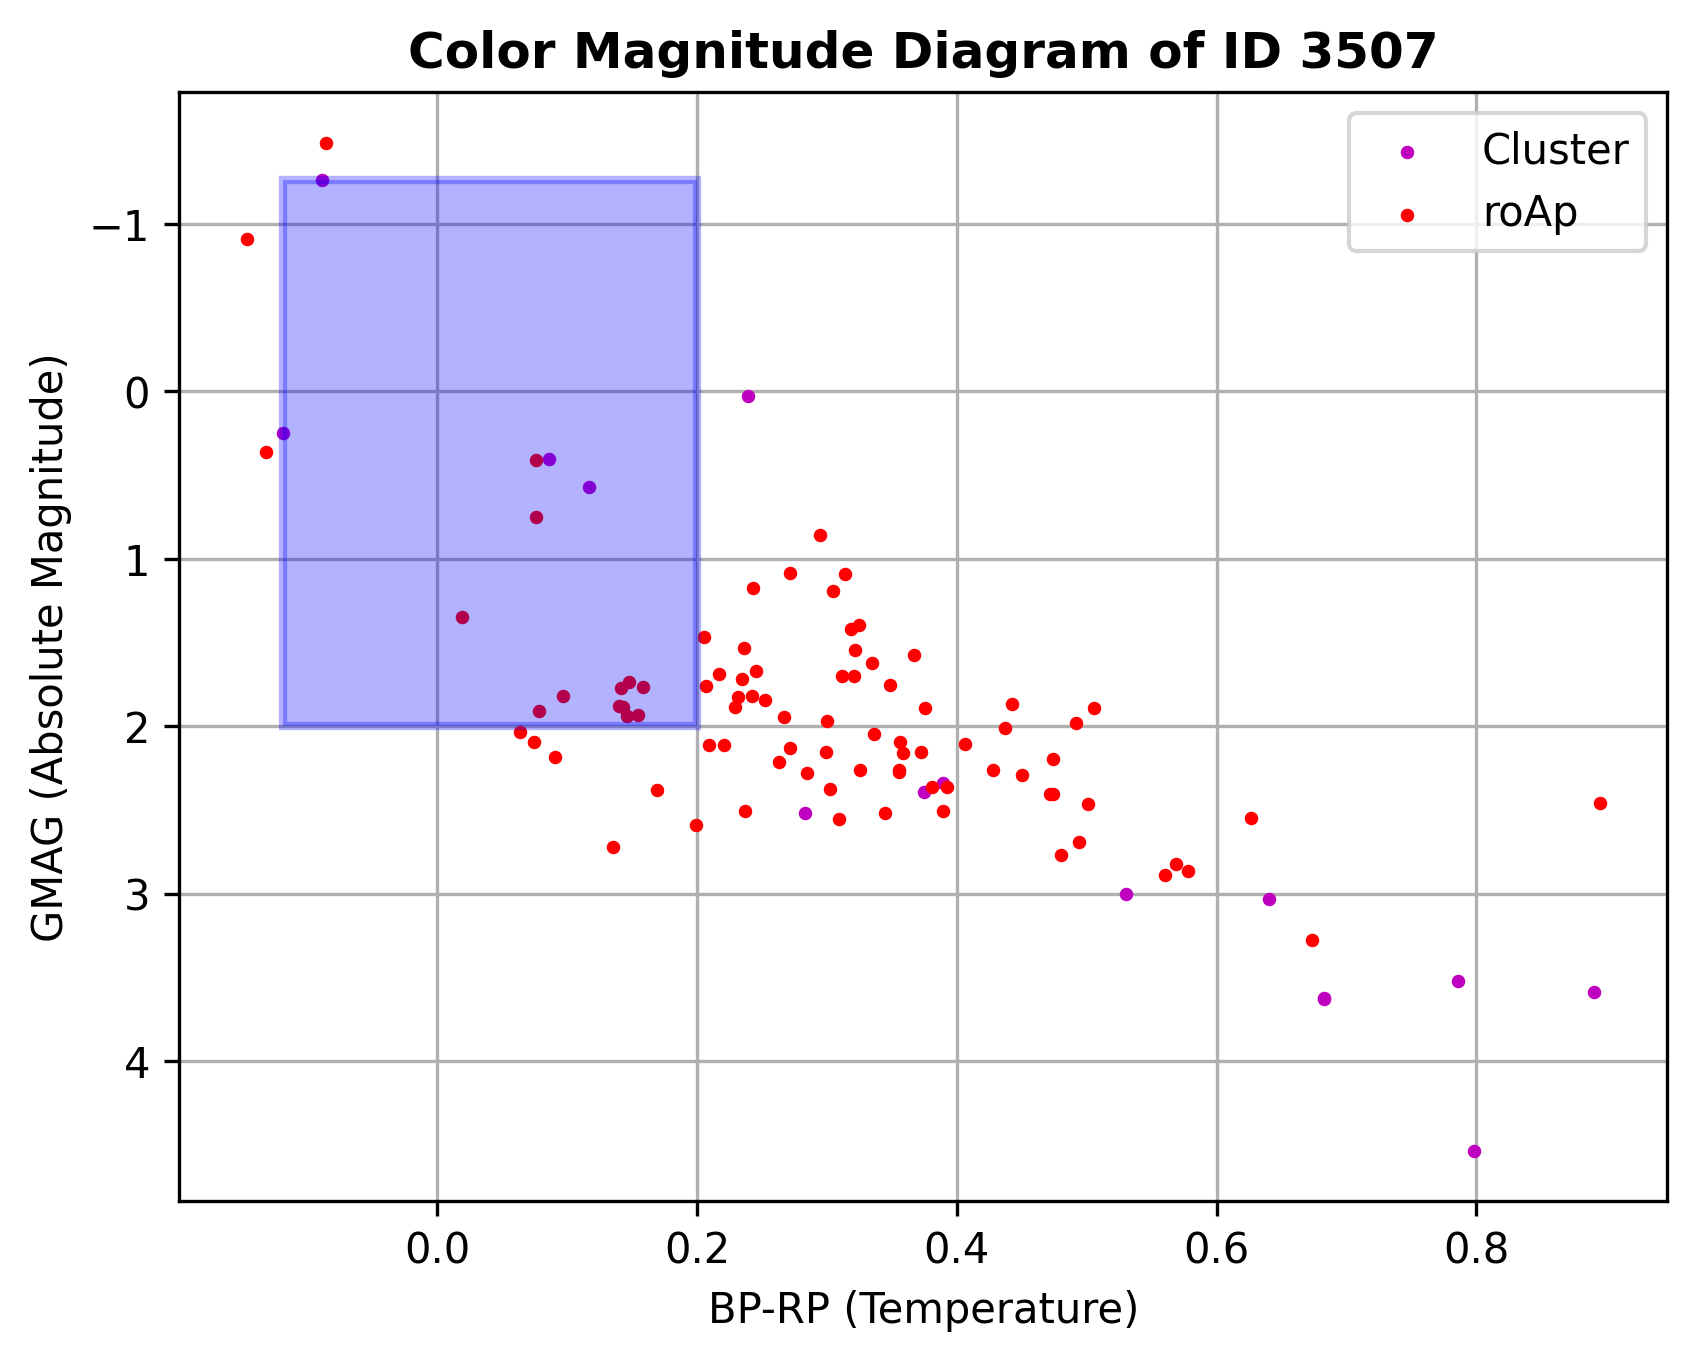 Color Magnitude Diagram of ID 3507
Cluster
roAp
−1
0
1
2
3
4
GMAG (Absolute Magnitude)
0.0 0.2 0.4 0.6 0.8
BP-RP (Temperature)